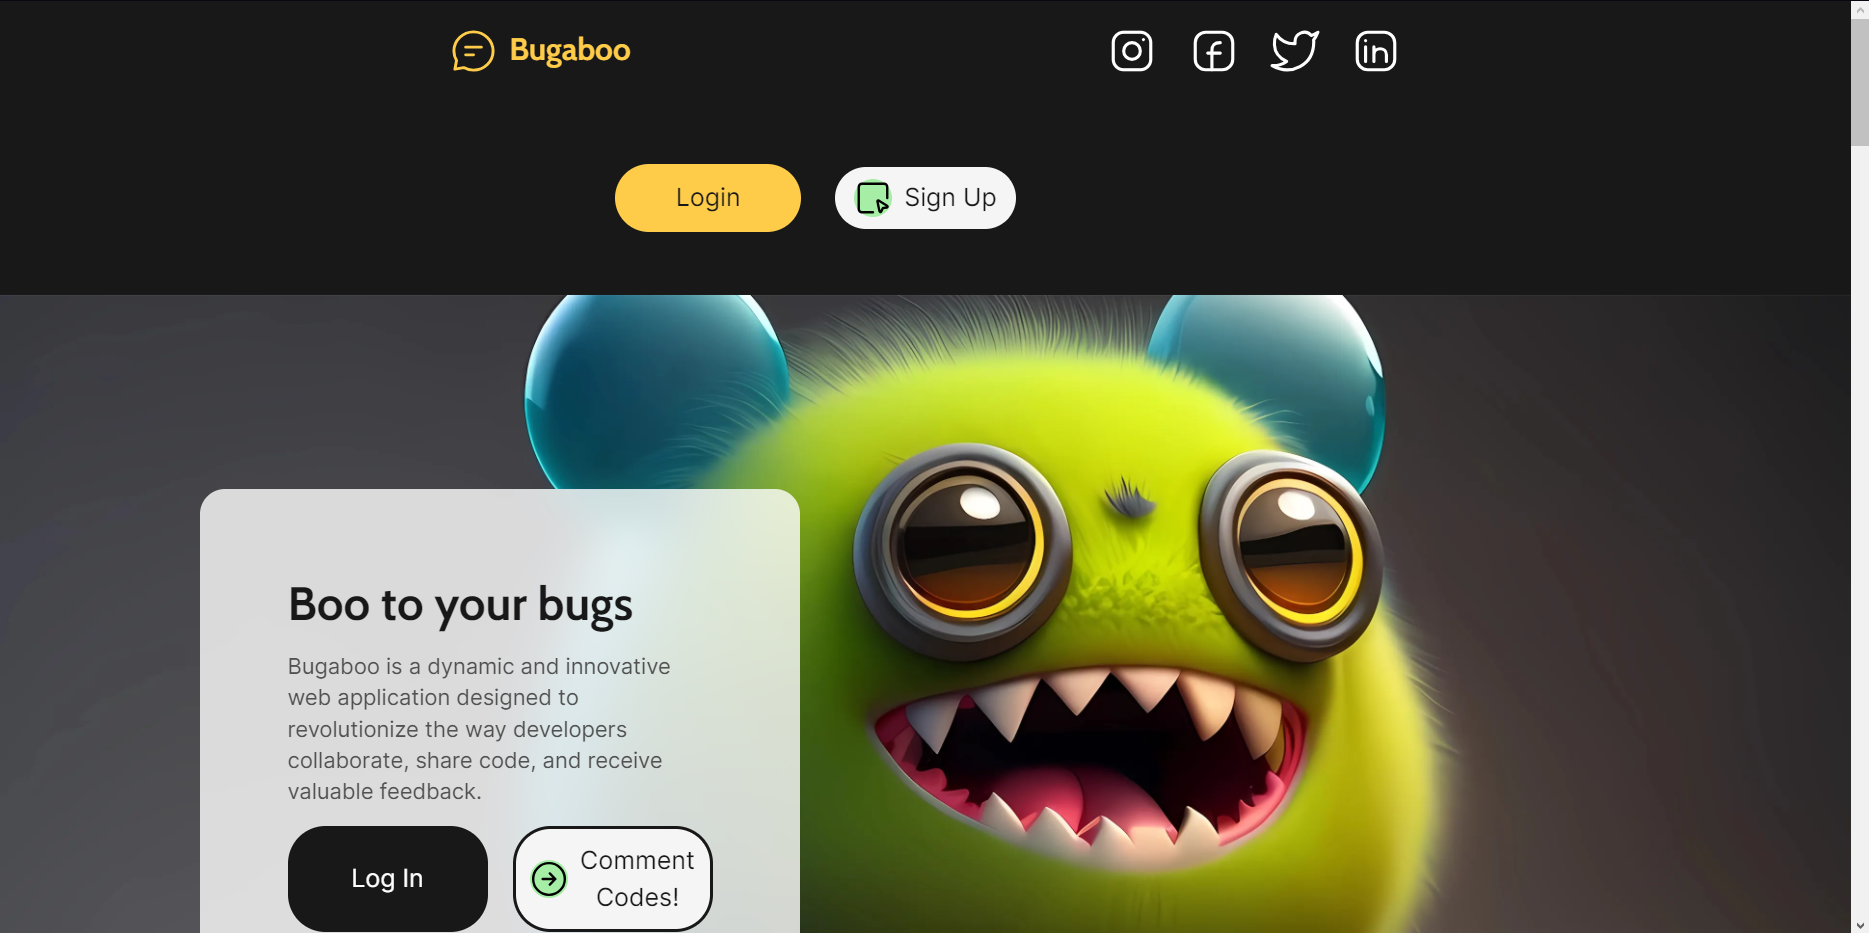 Bugaboo
Login
Sign Up
Boo to your bugs
Bugaboo is a dynamic and innovative
web application designed to
revolutionize the way developers
collaborate, share code, and receive
valuable feedback.
Log In
Comment
Codes!